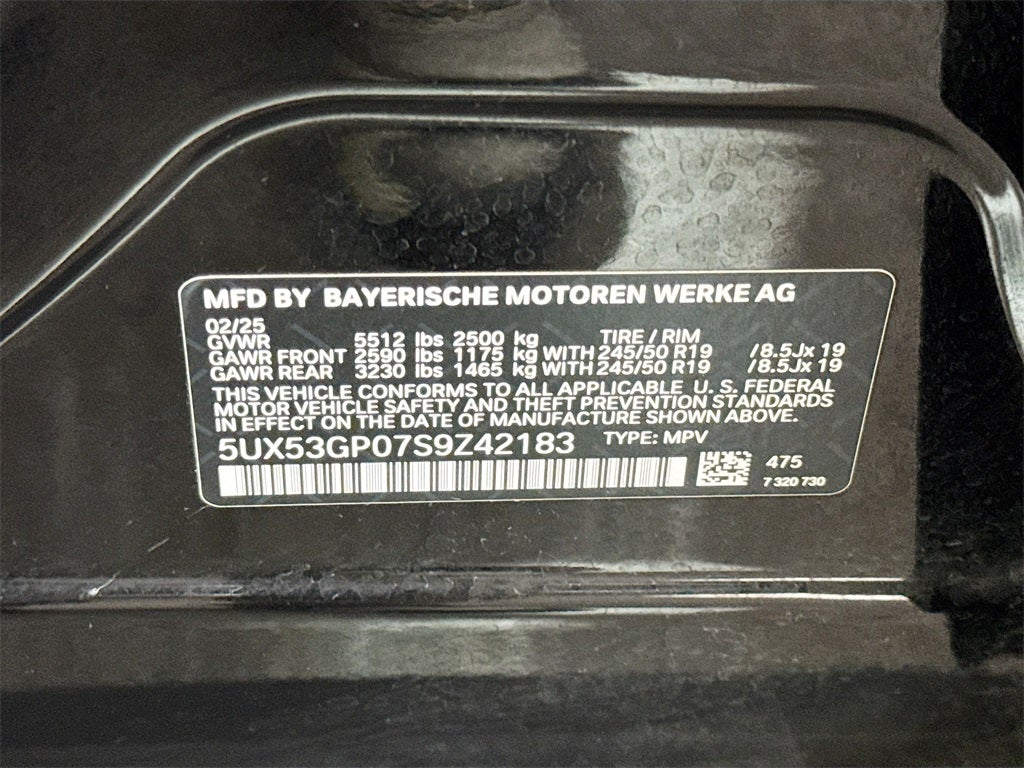 MFD BY BAYERISCHE MOTOREN WERKE AG
02/25
GVWR 5512 lbs 2500 kg TIRE / RIM
GAWR FRONT 2590 lbs 1175 kg WITH 245/50 R19 /8.5Jx 19
GAWR REAR 3230 lbs 1465 kg WITH 245/50 R19 /8.5Jx 19
THIS VEHICLE CONFORMS TO ALL APPLICABLE U. S. FEDERAL
MOTOR VEHICLE SAFETY AND THEFT PREVENTION STANDARDS
IN EFFECT ON THE DATE OF MANUFACTURE SHOWN ABOVE.
5UX53GP07S9Z42183 TYPE: MPV
475
7 320 730